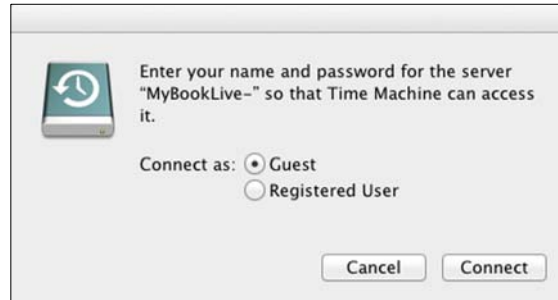 Enter your name and password for the server
“MyBookLive-” so that Time Machine can access
it.
Connect as: Guest
Registered User
Cancel Connect